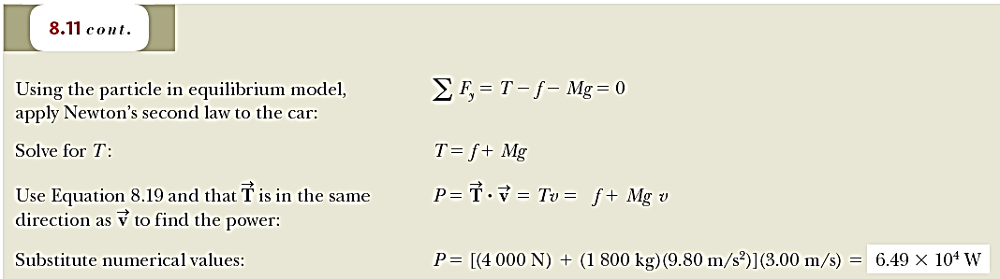 8.11 cont.
Using the particle in equilibrium model, ∑ F_y = T − f − Mg = 0
apply Newton's second law to the car:
Solve for T: T = f + Mg
Use Equation 8.19 and that T⃗ is in the same P = T⃗ · v⃗ = Tv = f + Mg v
direction as v⃗ to find the power:
Substitute numerical values: P = [(4 000 N) + (1 800 kg)(9.80 m/s²)](3.00 m/s) = 6.49 × 10⁴ W